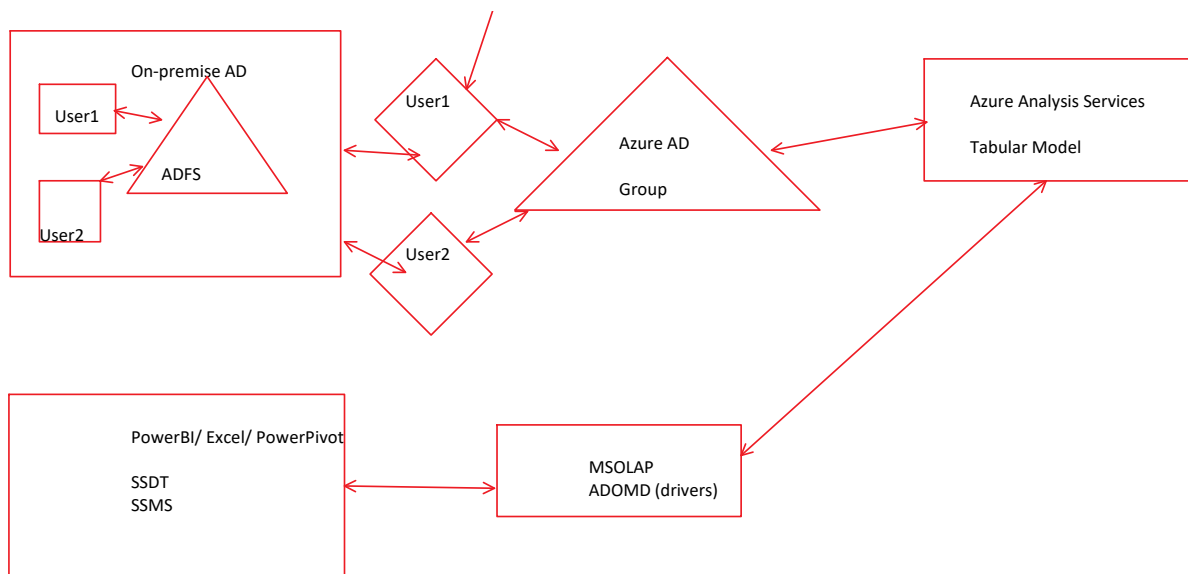 On-premise AD
User1
ADFS
User2
User1
User2
Azure AD
Group
Azure Analysis Services
Tabular Model
PowerBI/ Excel/ PowerPivot
SSDT
SSMS
MSOLAP
ADOMD (drivers)